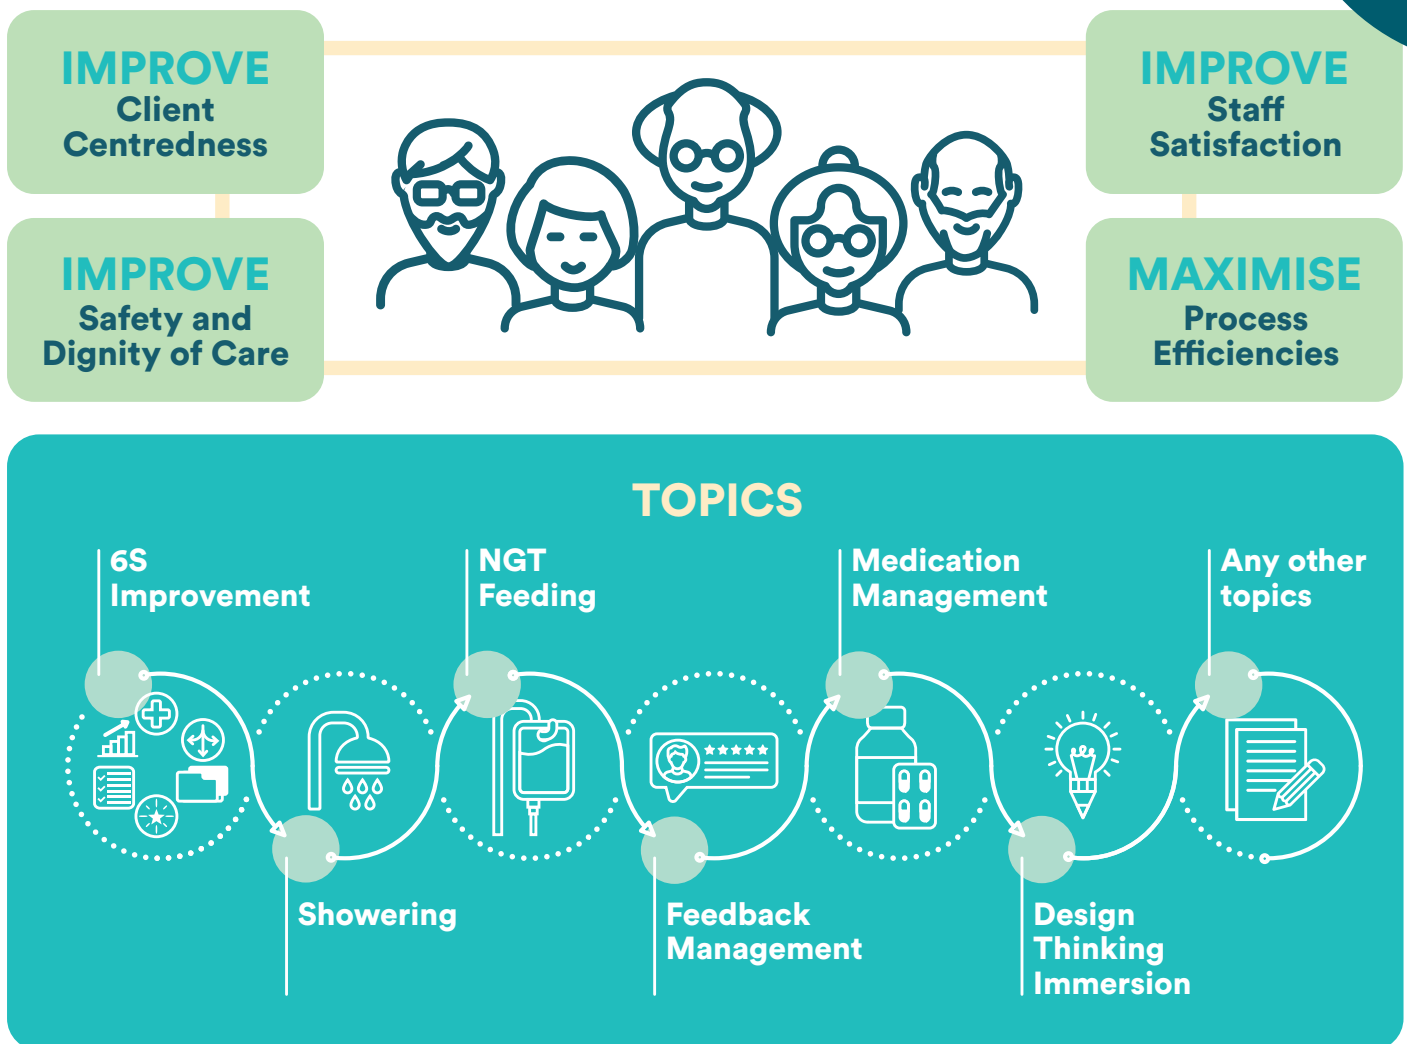 IMPROVE
Client
Centredness
IMPROVE
Staff
Satisfaction
IMPROVE
Safety and
Dignity of Care
MAXIMISE
Process
Efficiencies
TOPICS
6S
Improvement
Showering
NGT
Feeding
Feedback
Management
Medication
Management
Design
Thinking
Immersion
Any other
topics